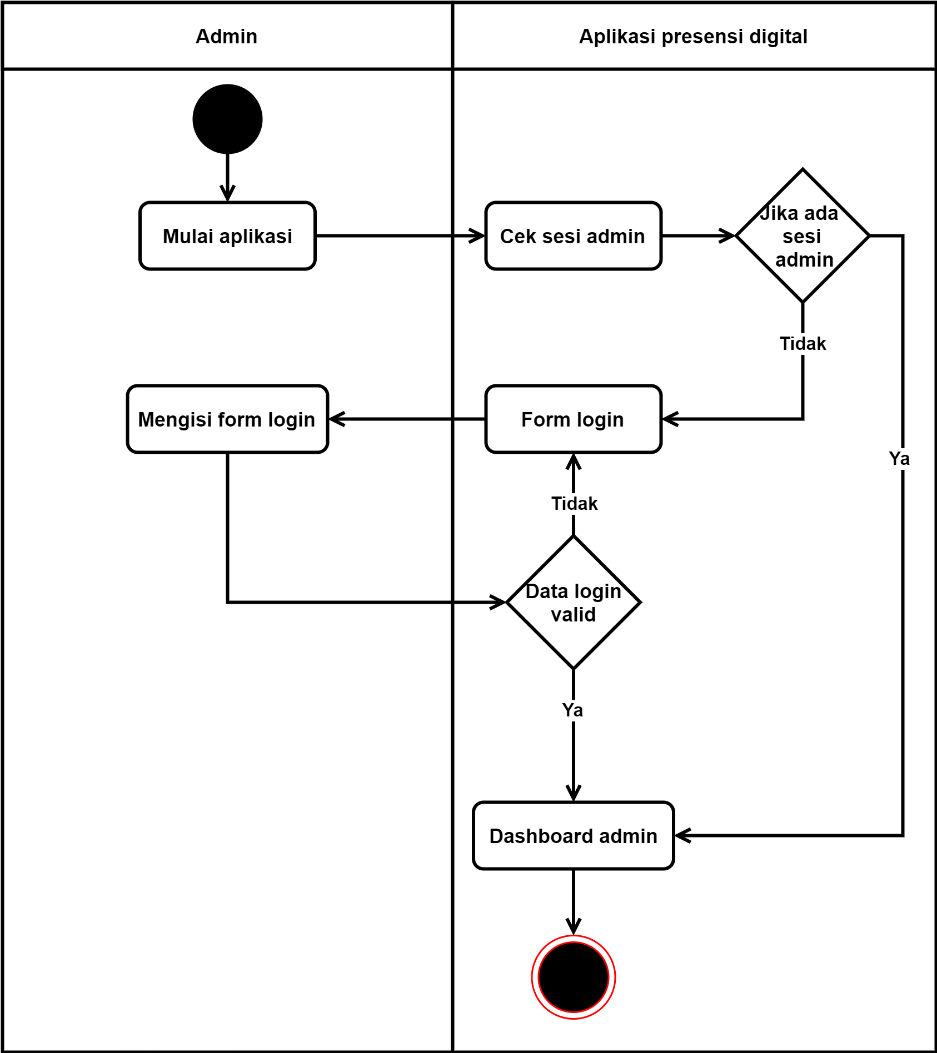 Admin
Aplikasi presensi digital
Mulai aplikasi
Cek sesi admin
Jika ada
sesi
admin
Tidak
Mengisi form login
Form login
Ya
Tidak
Data login
valid
Ya
Dashboard admin